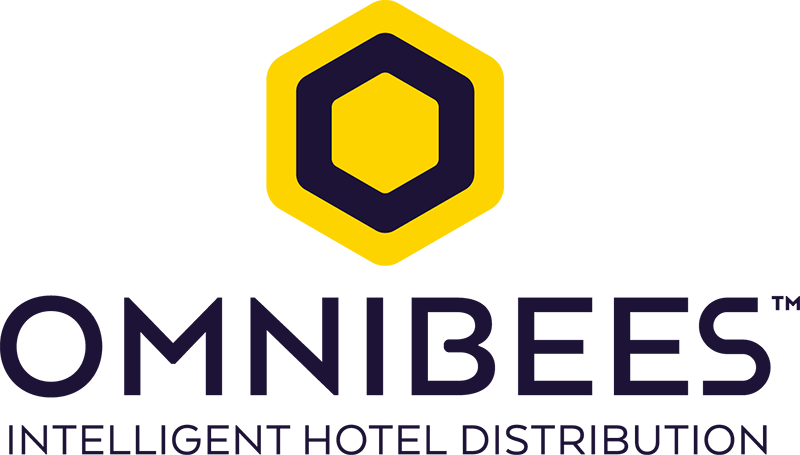 OMNIBEES™
INTELLIGENT HOTEL DISTRIBUTION